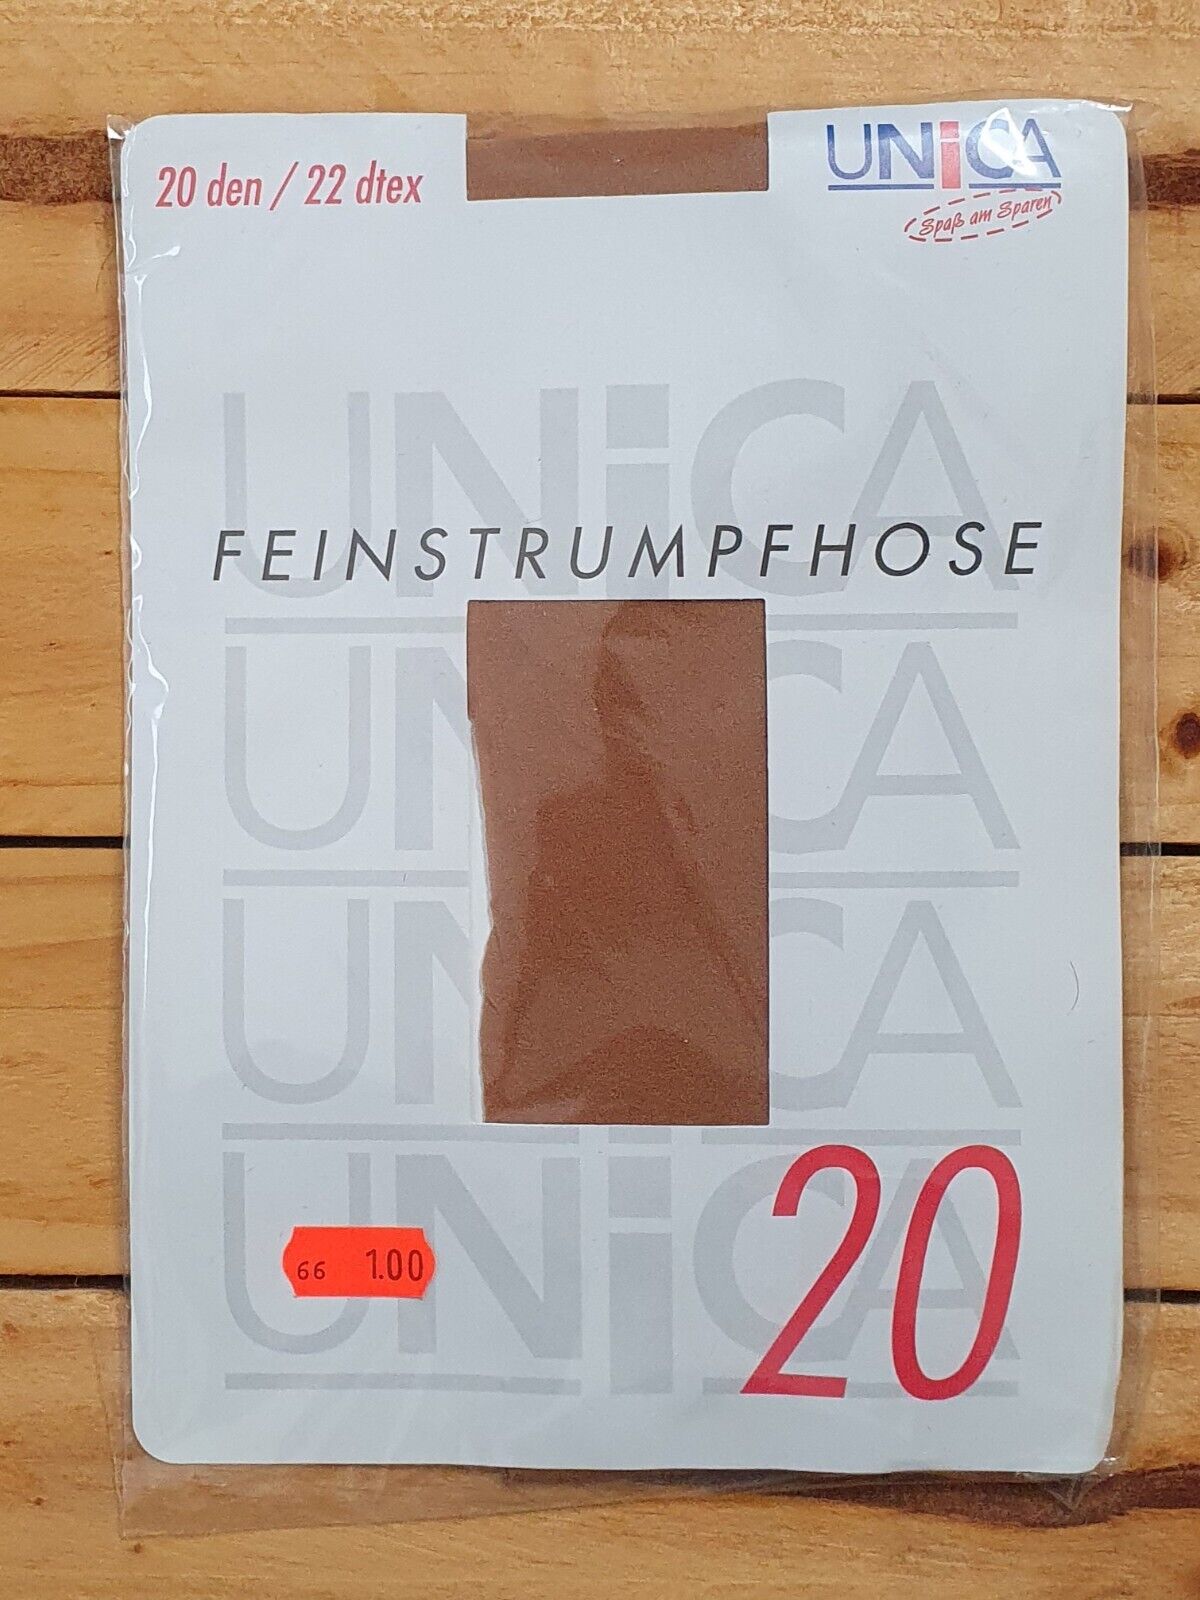 20 den / 22 dtex
UNiCA
Spaß am Sparen
UNiCA
FEINSTRUMPFHOSE
UNiCA
UNiCA
UNiCA
66 1.00
20